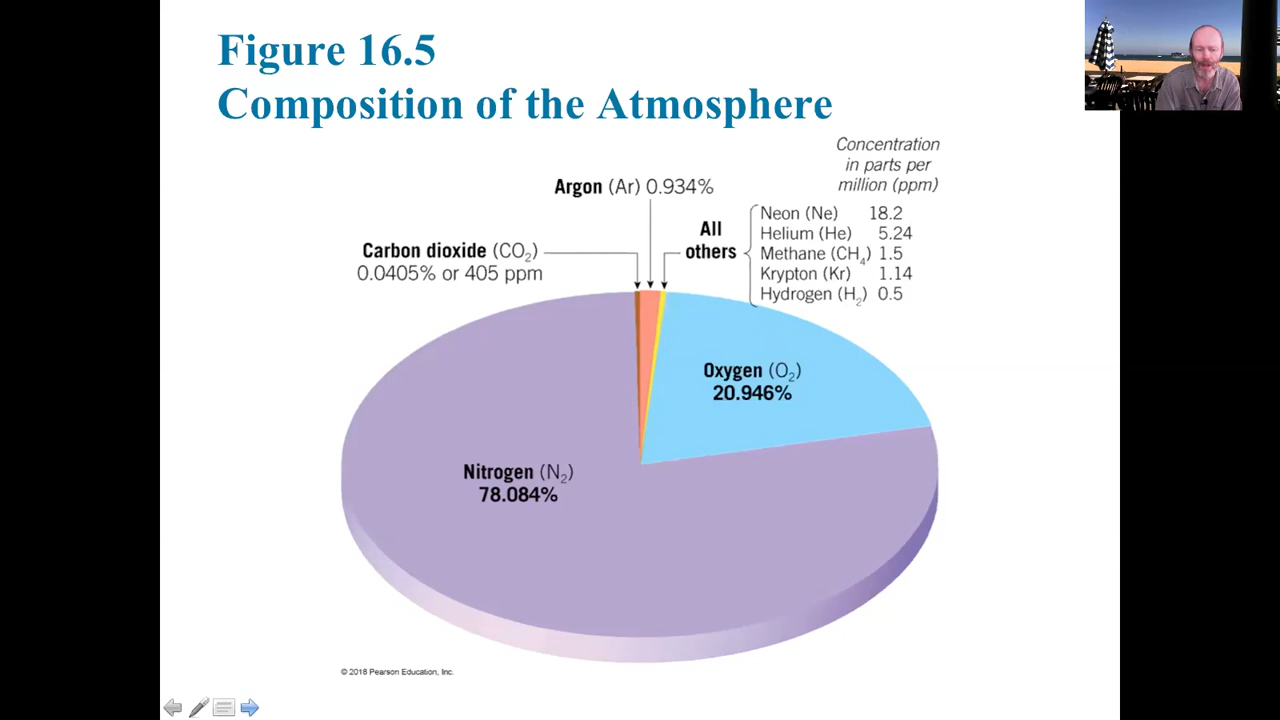 Figure 16.5
Composition of the Atmosphere
Concentration
in parts per
million (ppm)
Argon (Ar) 0.934%
All
others
Neon (Ne) 18.2
Helium (He) 5.24
Methane (CH₄) 1.5
Krypton (Kr) 1.14
Hydrogen (H₂) 0.5
Carbon dioxide (CO₂)
0.0405% or 405 ppm
Oxygen (O₂)
20.946%
Nitrogen (N₂)
78.084%
© 2018 Pearson Education, Inc.